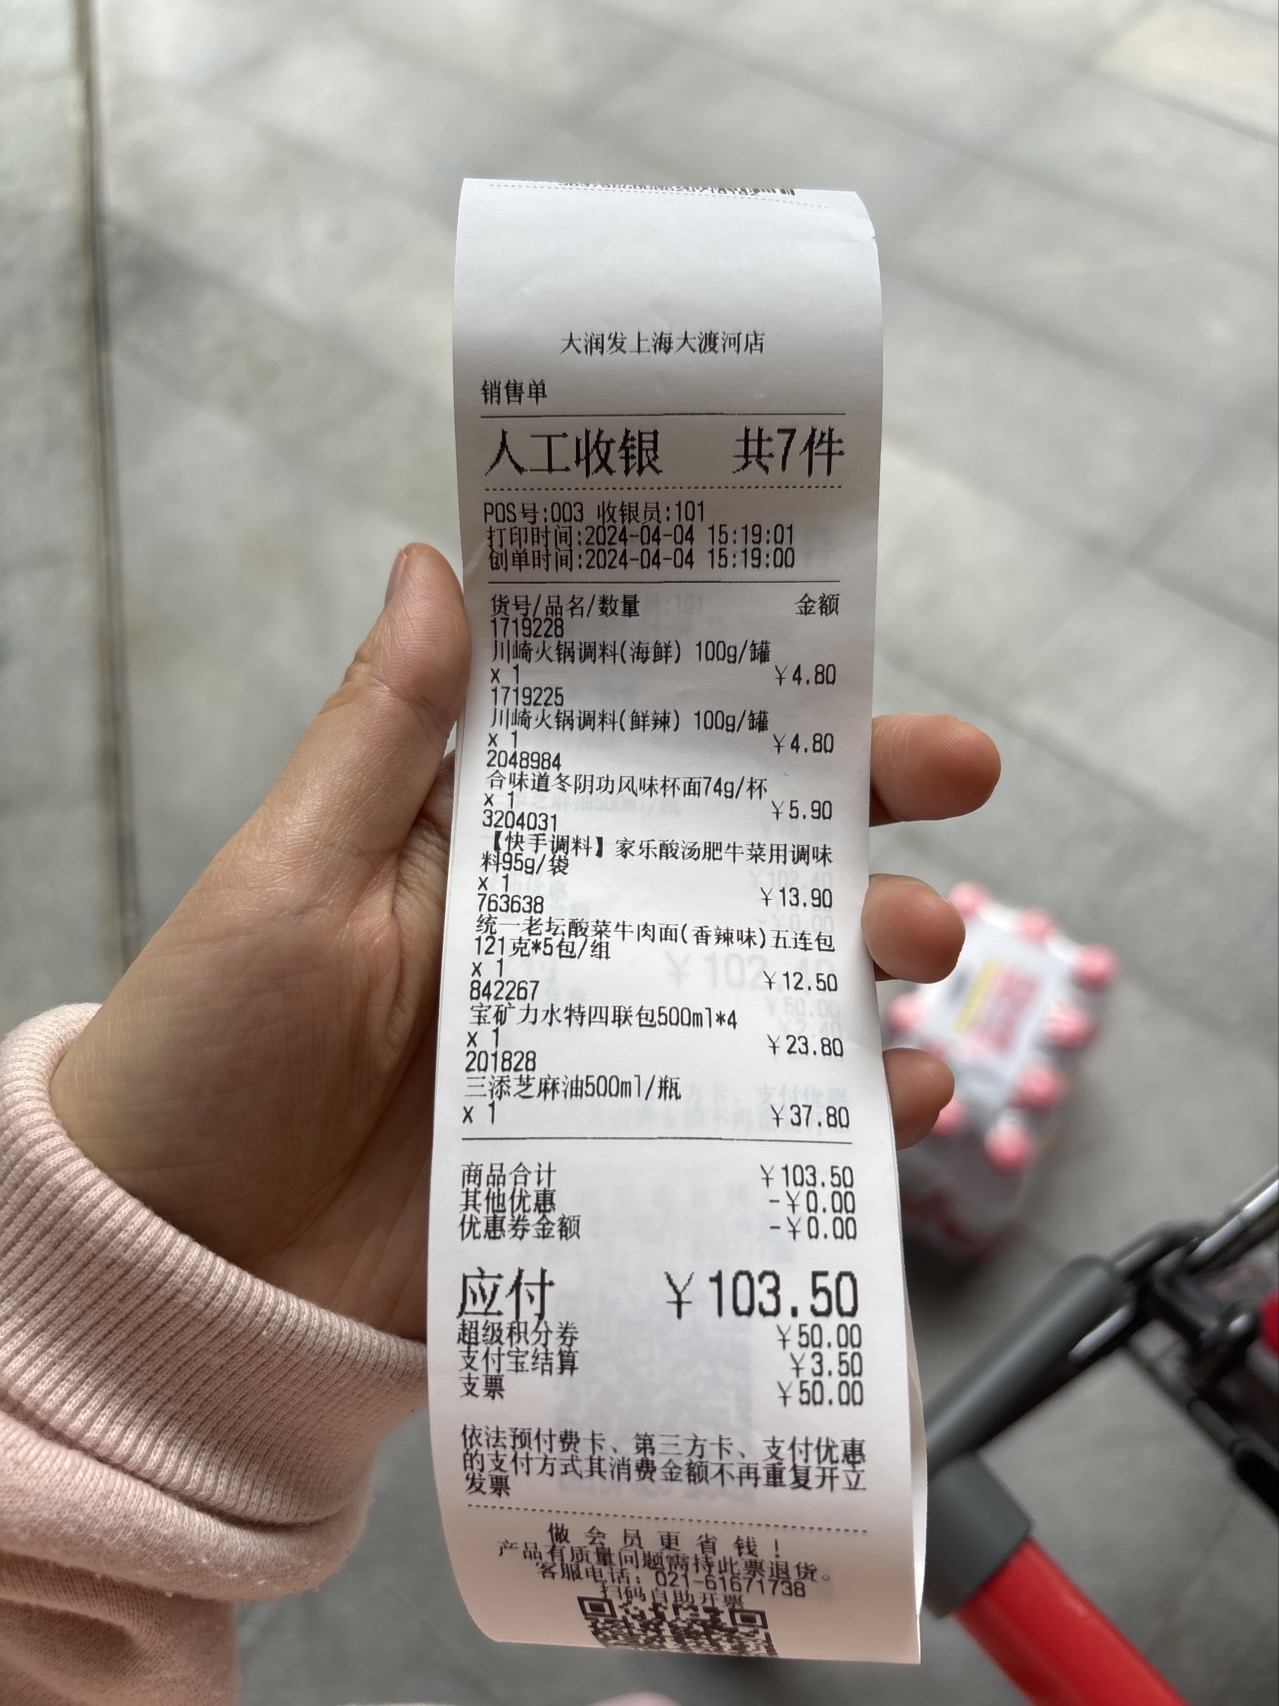 大润发上海大渡河店
销售单
人工收银 共7件
POS号:003 收银员:101
打印时间:2024-04-04 15:19:01
创单时间:2024-04-04 15:19:00
货号/品名/数量 金额
1719228
川崎火锅调料(海鲜) 100g/罐
x 1 ¥4.80
1719225
川崎火锅调料(鲜辣) 100g/罐
x 1 ¥4.80
2048984
合味道冬阴功风味杯面74g/杯
x 1 ¥5.90
3204031
【快手调料】家乐酸汤肥牛菜用调味
料95g/袋
x 1 ¥13.90
763638
统一老坛酸菜牛肉面(香辣味)五连包
121克*5包/组
x 1 ¥12.50
842267
宝矿力水特四联包500ml*4
x 1 ¥23.80
201828
三添芝麻油500ml/瓶
x 1 ¥37.80
商品合计 ¥103.50
其他优惠 -¥0.00
优惠券金额 -¥0.00
应付 ¥103.50
超级积分券 ¥50.00
支付宝结算 ¥3.50
支票 ¥50.00
依法预付费卡、第三方卡、支付优惠
的支付方式其消费金额不再重复开立
发票
做会员更省钱!
产品有质量问题需持此票退货。
客服电话: 021-61671738
扫码自助开票